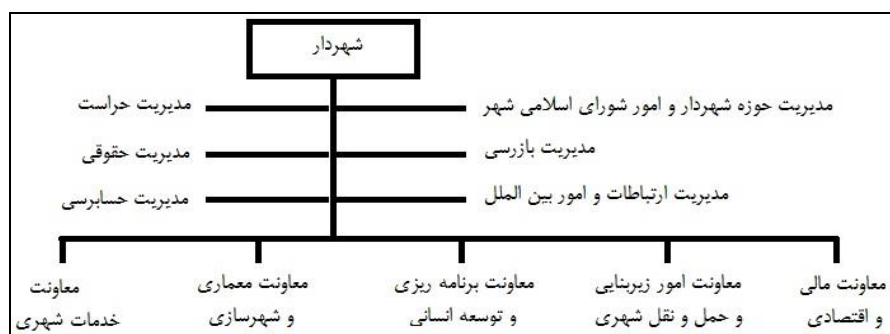 شهردار
مدیریت حوزه شهردار و امور شورای اسلامی شهر
مدیریت حراست
مدیریت بازرسی
مدیریت حقوقی
مدیریت ارتباطات و امور بین الملل
مدیریت حسابرسی
معاونت مالی
و اقتصادی
معاونت امور زیربنایی
و حمل و نقل شهری
معاونت برنامه ریزی
و توسعه انسانی
معاونت معماری
و شهرسازی
معاونت
خدمات شهری